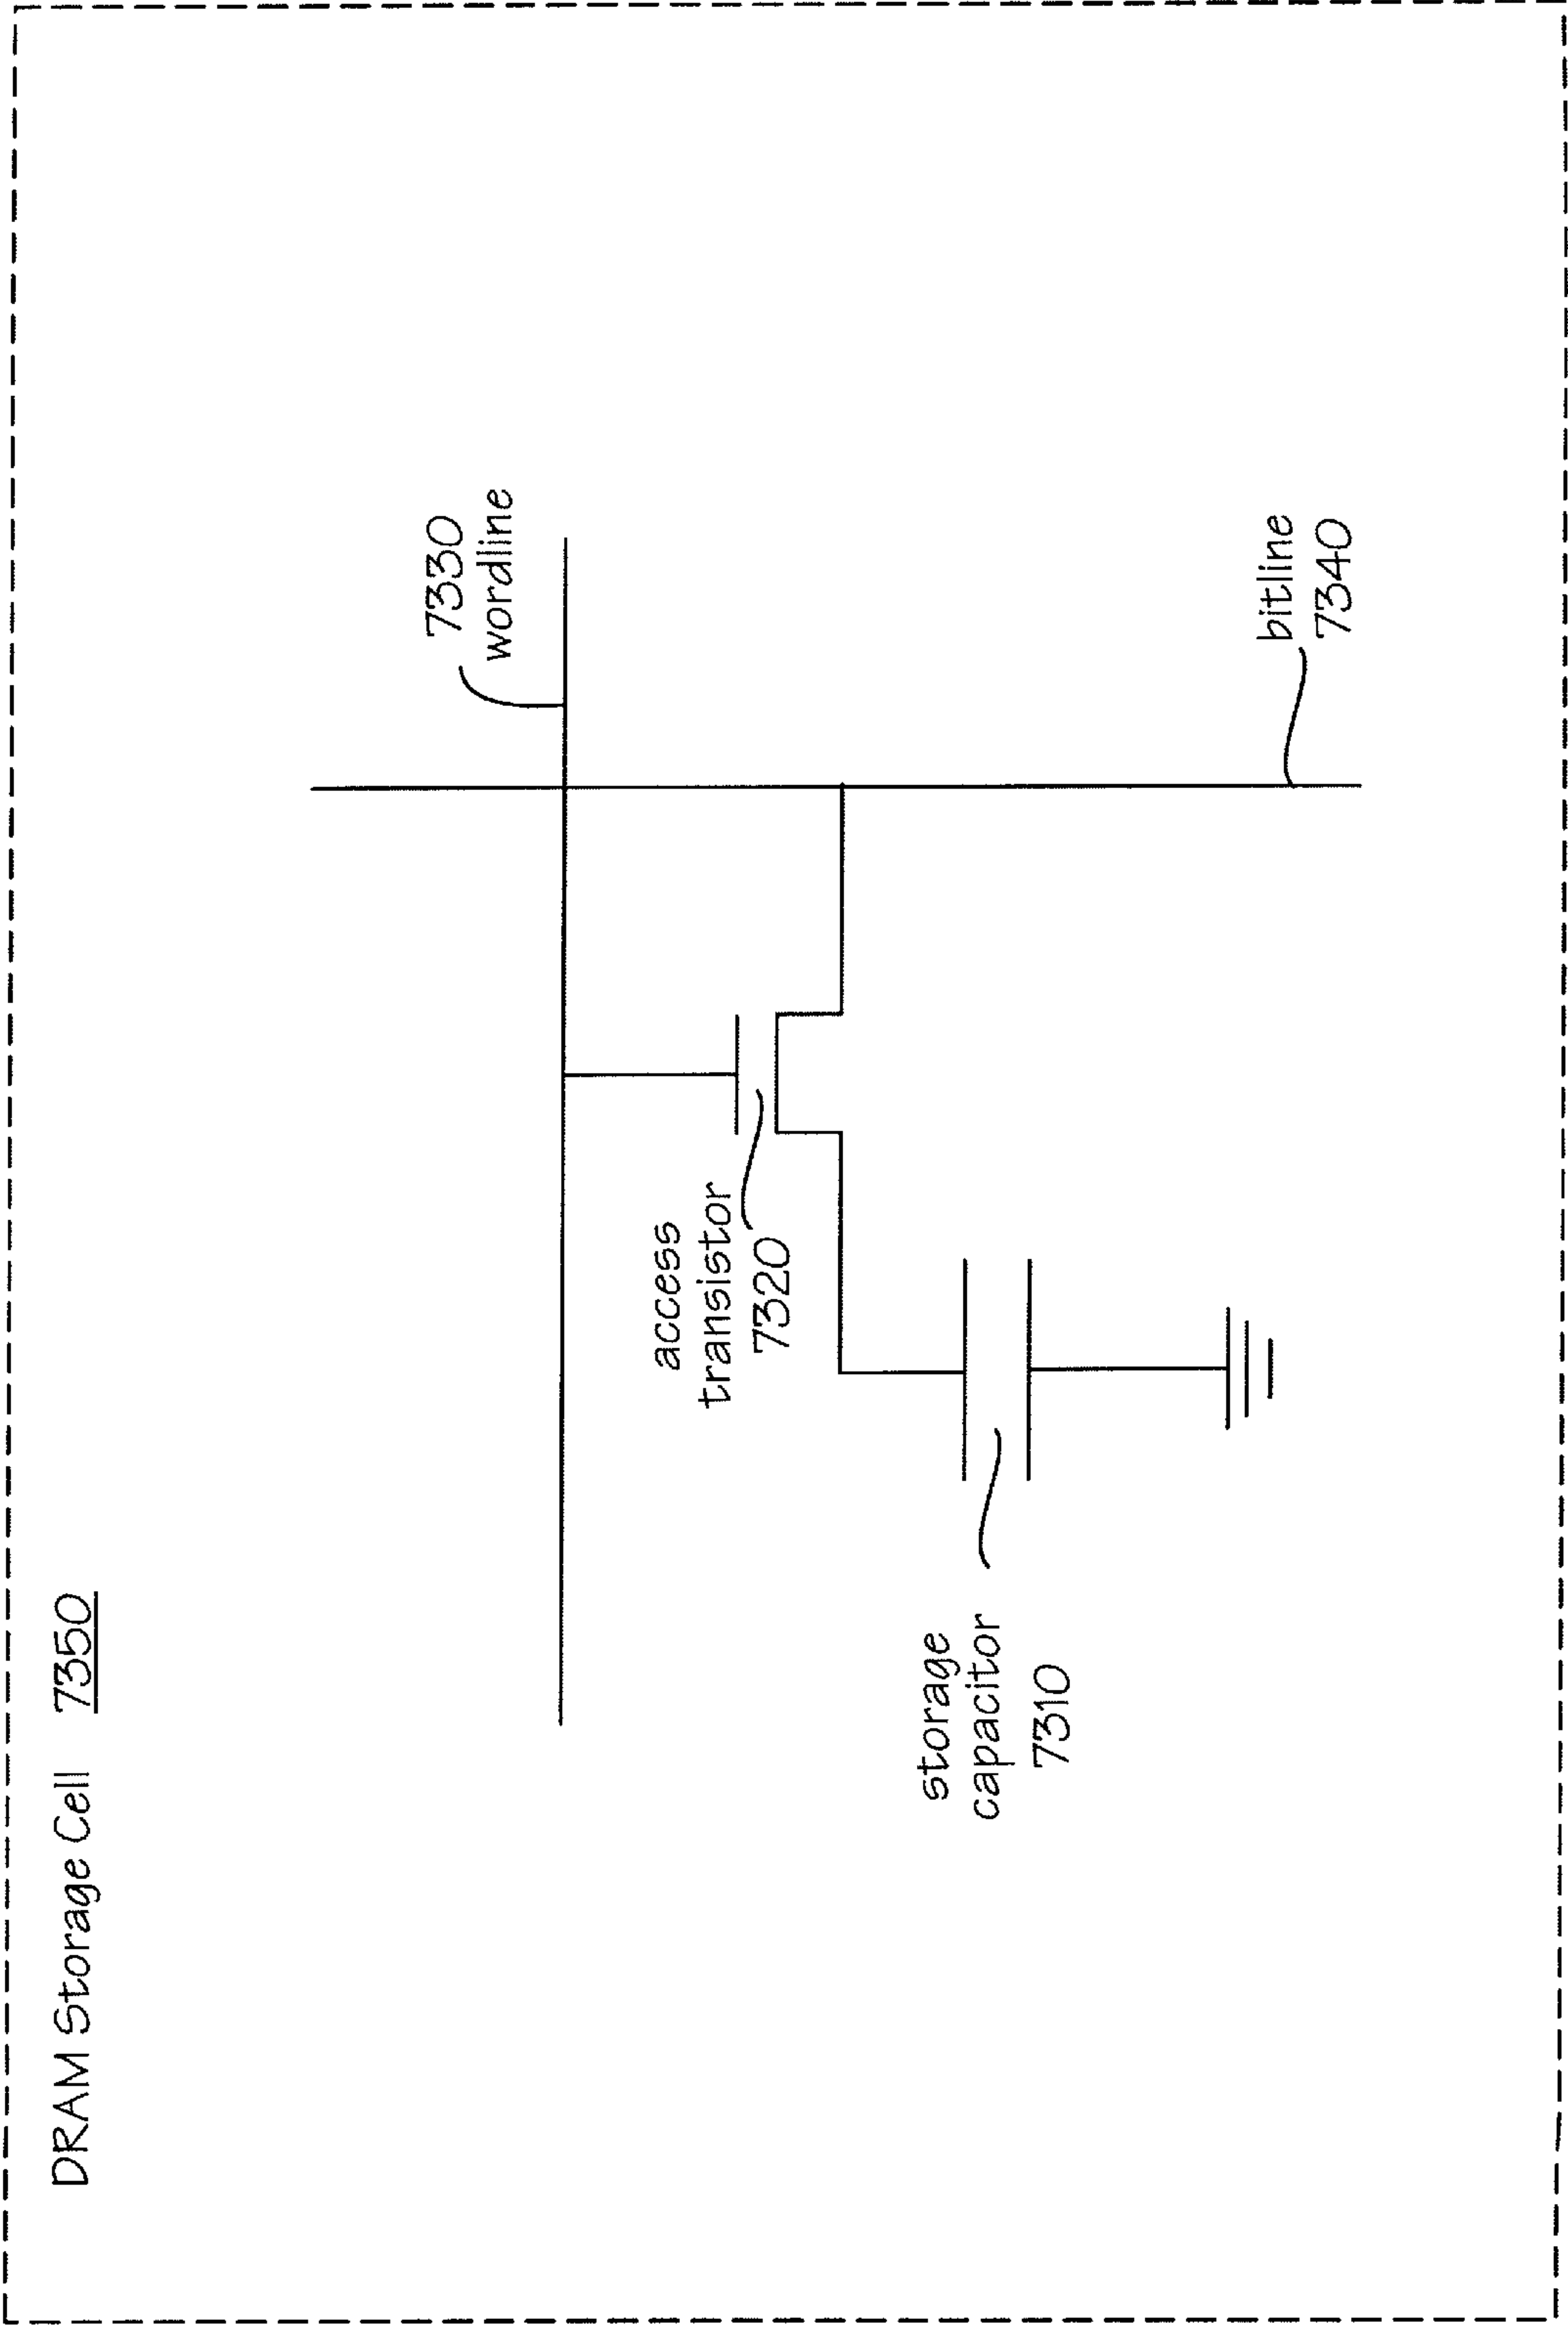 DRAM Storage Cell 7350
7330
wordline
access
transistor
7320
storage
capacitor
7310
bitline
7340